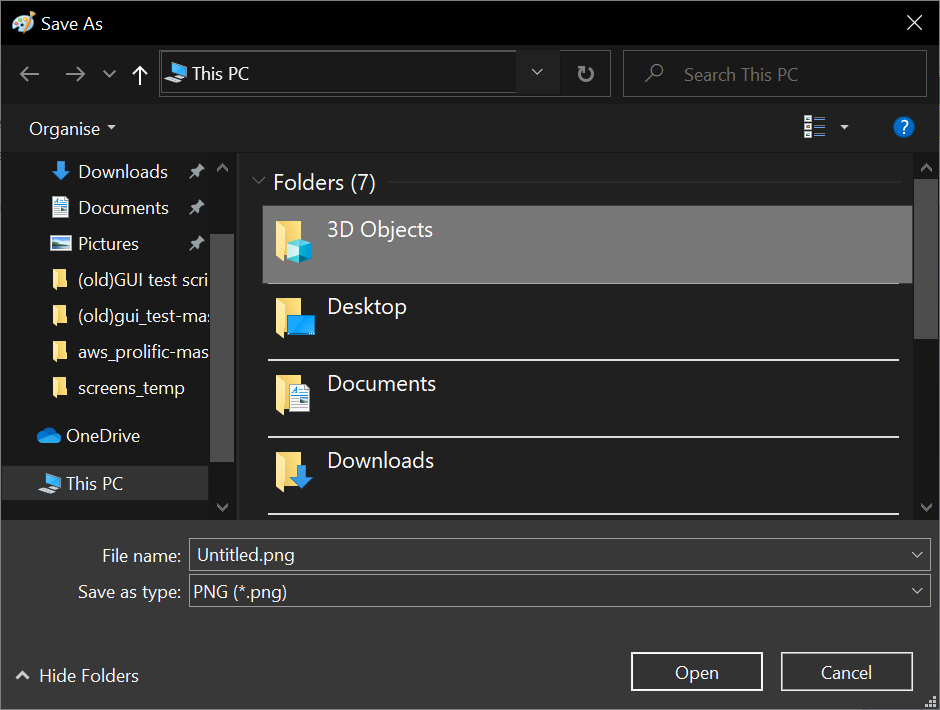 Save As
This PC
Search This PC
Organise
?
Downloads
Documents
Pictures
(old)GUI test scri
(old)gui_test-mas
aws_prolific-mas
screens_temp
OneDrive
This PC
Folders (7)
3D Objects
Desktop
Documents
Downloads
File name: Untitled.png
Save as type: PNG (*.png)
Hide Folders
Open
Cancel